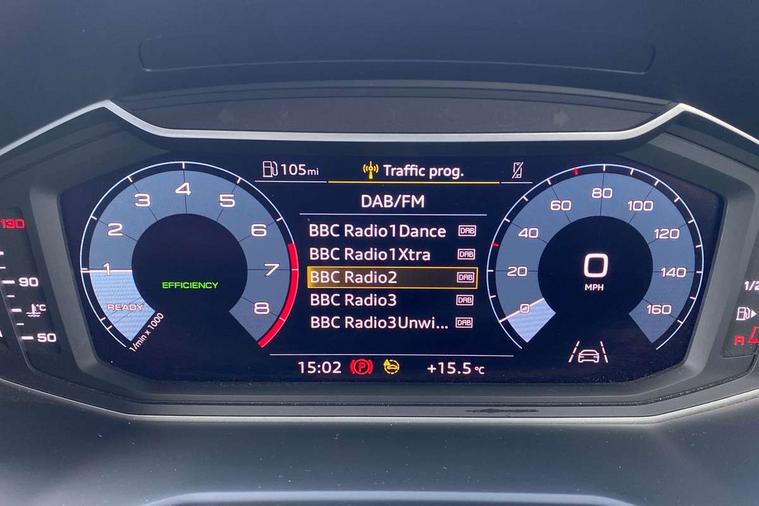 105mi
Traffic prog.
DAB/FM
BBC Radio1Dance DAB
BBC Radio1Xtra DAB
BBC Radio2 DAB
BBC Radio3 DAB
BBC Radio3Unwi... DAB
15:02
P
+15.5 °C
1
2
3
4
5
6
7
8
READY
EFFICIENCY
1/min x 1000
0
20
40
60
80
100
120
140
160
0
MPH
130
90
°C
50
1/2
R